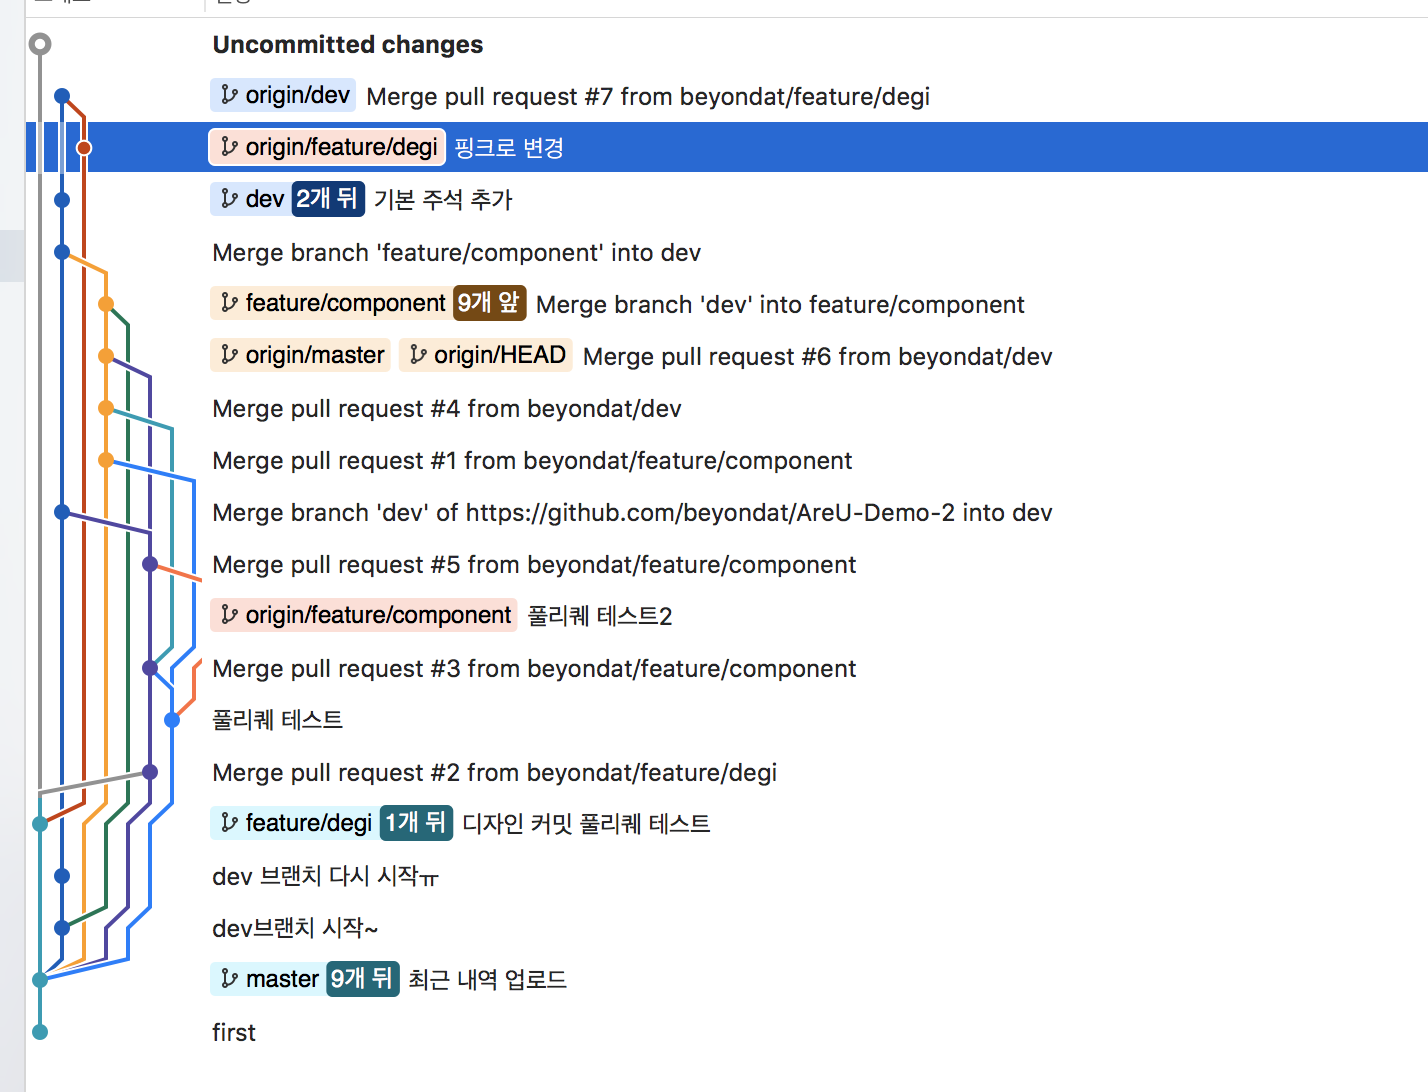 Uncommitted changes
origin/dev Merge pull request #7 from beyondat/feature/degi
origin/feature/degi 핑크로 변경
dev 2개 뒤 기본 주석 추가
Merge branch 'feature/component' into dev
feature/component 9개 앞 Merge branch 'dev' into feature/component
origin/master origin/HEAD Merge pull request #6 from beyondat/dev
Merge pull request #4 from beyondat/dev
Merge pull request #1 from beyondat/feature/component
Merge branch 'dev' of https://github.com/beyondat/AreU-Demo-2 into dev
Merge pull request #5 from beyondat/feature/component
origin/feature/component 풀리퀘 테스트2
Merge pull request #3 from beyondat/feature/component
풀리퀘 테스트
Merge pull request #2 from beyondat/feature/degi
feature/degi 1개 뒤 디자인 커밋 풀리퀘 테스트
dev 브랜치 다시 시작ㅠ
dev브랜치 시작~
master 9개 뒤 최근 내역 업로드
first